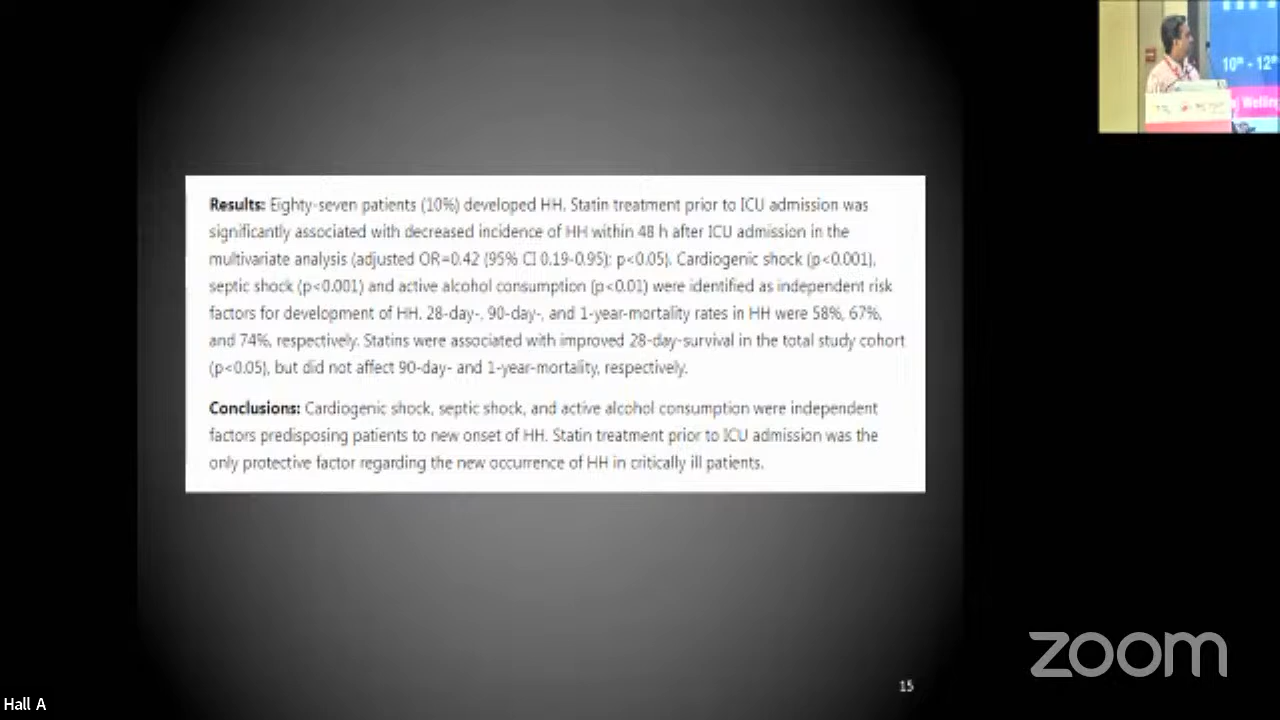 10th - 12th
Wellin
Results: Eighty-seven patients (10%) developed HH. Statin treatment prior to ICU admission was
significantly associated with decreased incidence of HH within 48 h after ICU admission in the
multivariate analysis (adjusted OR=0.42 (95% CI 0.19-0.95); p<0.05). Cardiogenic shock (p<0.001),
septic shock (p<0.001) and active alcohol consumption (p<0.01) were identified as independent risk
factors for development of HH. 28-day-, 90-day-, and 1-year-mortality rates in HH were 58%, 67%,
and 74%, respectively. Statins were associated with improved 28-day-survival in the total study cohort
(p<0.05), but did not affect 90-day- and 1-year-mortality, respectively.
Conclusions: Cardiogenic shock, septic shock, and active alcohol consumption were independent
factors predisposing patients to new onset of HH. Statin treatment prior to ICU admission was the
only protective factor regarding the new occurrence of HH in critically ill patients.
zoom
15
Hall A